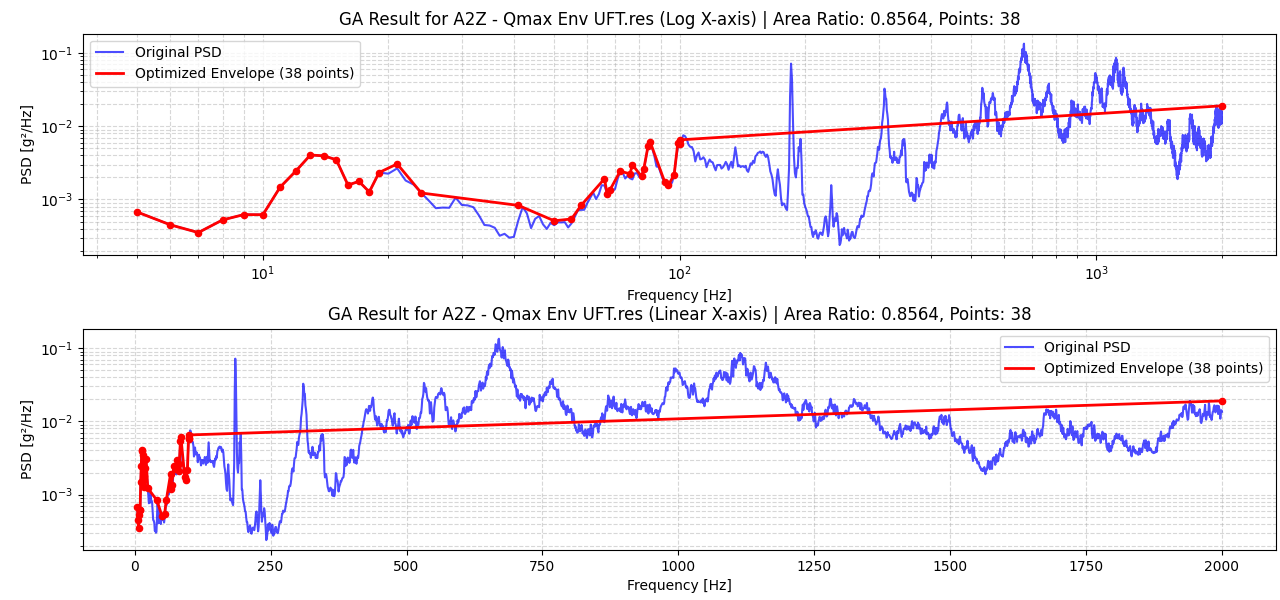 GA Result for A2Z - Qmax Env UFT.res (Log X-axis) | Area Ratio: 0.8564, Points: 38
Original PSD
Optimized Envelope (38 points)
PSD [g²/Hz]
10⁻¹
10⁻²
10⁻³
10¹ 10² 10³
Frequency [Hz]
GA Result for A2Z - Qmax Env UFT.res (Linear X-axis) | Area Ratio: 0.8564, Points: 38
Original PSD
Optimized Envelope (38 points)
PSD [g²/Hz]
10⁻¹
10⁻²
10⁻³
0 250 500 750 1000 1250 1500 1750 2000
Frequency [Hz]